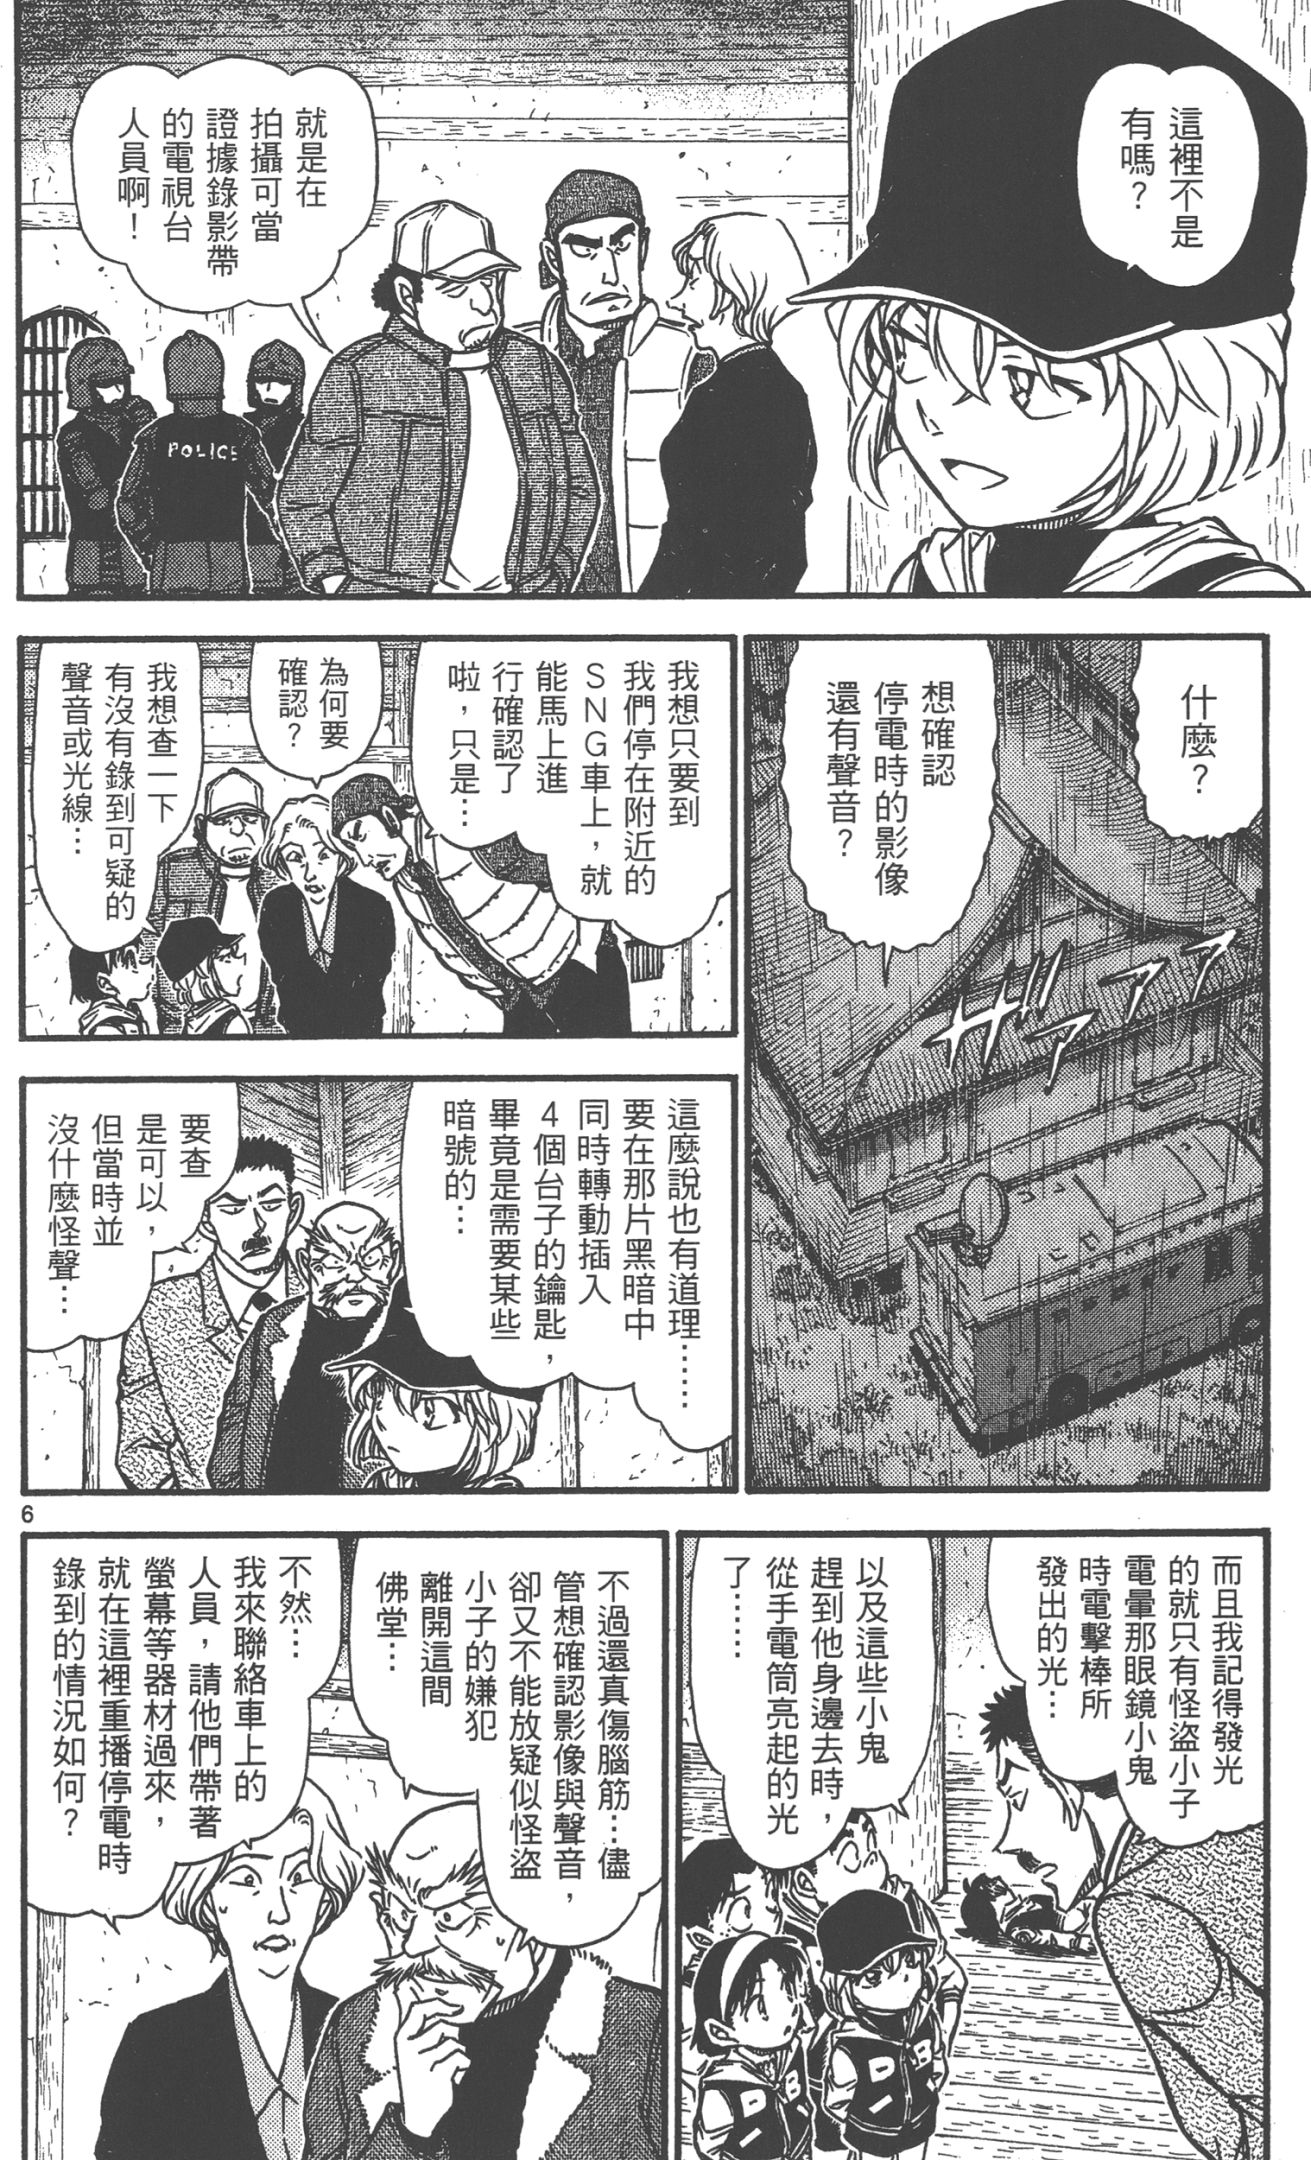 這裡不是
有嗎？
就是在
拍攝可當
證據錄影帶
的電視台
人員啊！
POLICE
什麼？
想確認
停電時的影像
還有聲音？
ザァァァ
我想只要到
我們停在附近的
SNG車上，就
能馬上進
行確認了
啦，只是…
為何要
確認？
我想查一下
有沒有錄到可疑的
聲音或光線…
這麼說也有道理……
要在那片黑暗中
同時轉動插入
4個台子的鑰匙，
畢竟是需要某些
暗號的…
要查
是可以，
但當時並
沒什麼怪聲…
6
而且我記得發光
的就只有怪盜小子
電暈那眼鏡小鬼
時電擊棒所
發出的光…
以及這些小鬼
趕到他身邊去時，
從手電筒亮起的光
了……
不過還真傷腦筋…儘
管想確認影像與聲音，
卻又不能放疑似怪盜
小子的嫌犯
離開這間
佛堂…
不然…
我來聯絡車上的
人員，請他們帶著
螢幕等器材過來，
就在這裡重播停電時
錄到的情況如何？